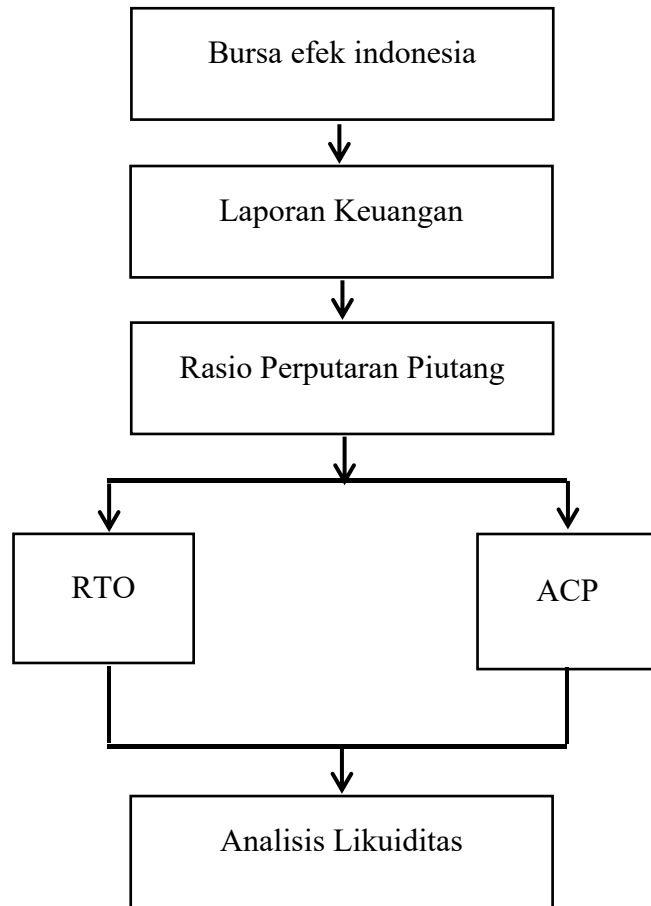 Bursa efek indonesia
Laporan Keuangan
Rasio Perputaran Piutang
RTO
ACP
Analisis Likuiditas